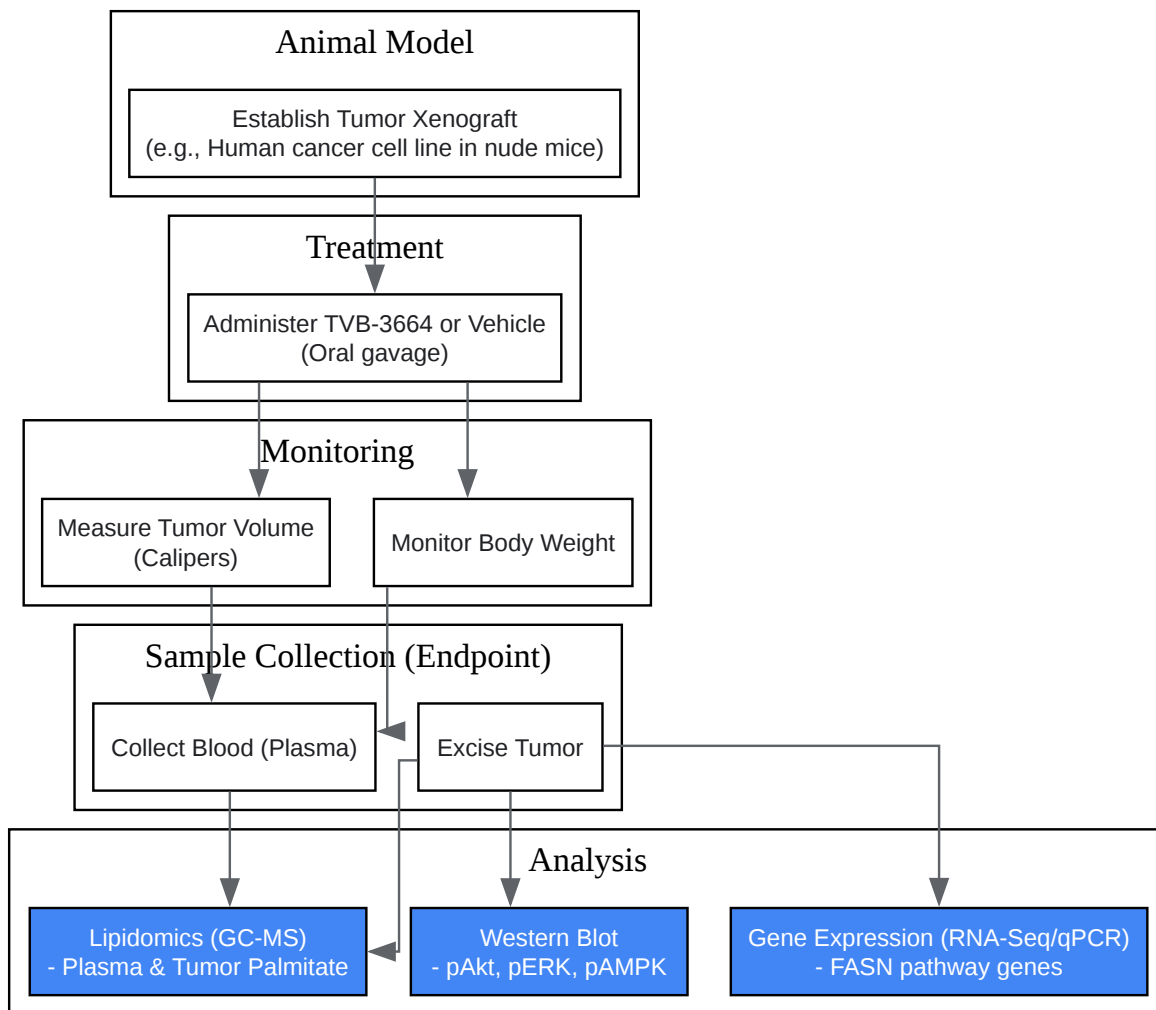 Animal Model
Establish Tumor Xenograft
(e.g., Human cancer cell line in nude mice)
Treatment
Administer TVB-3664 or Vehicle
(Oral gavage)
Monitoring
Measure Tumor Volume
(Calipers)
Monitor Body Weight
Sample Collection (Endpoint)
Collect Blood (Plasma)
Excise Tumor
Analysis
Lipidomics (GC-MS)
- Plasma & Tumor Palmitate
Western Blot
- pAkt, pERK, pAMPK
Gene Expression (RNA-Seq/qPCR)
- FASN pathway genes